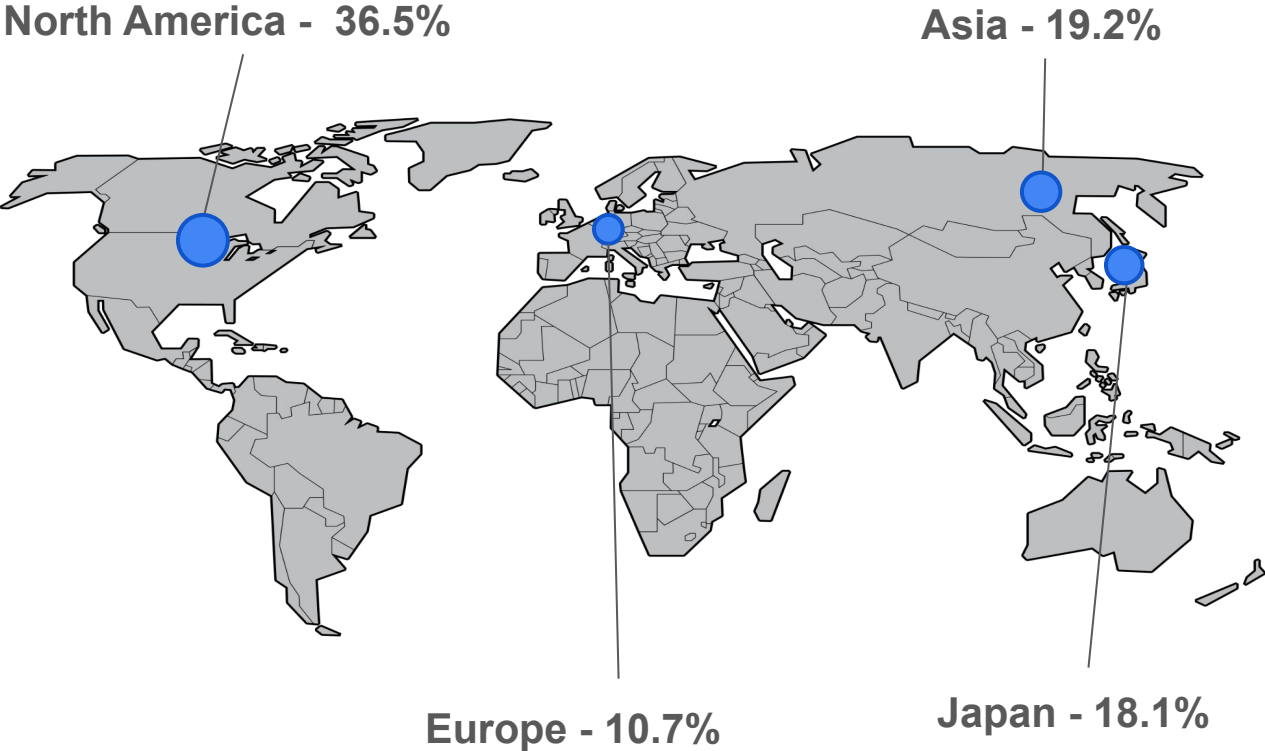 North America -  36.5%
Asia - 19.2%
Europe - 10.7%
Japan - 18.1%